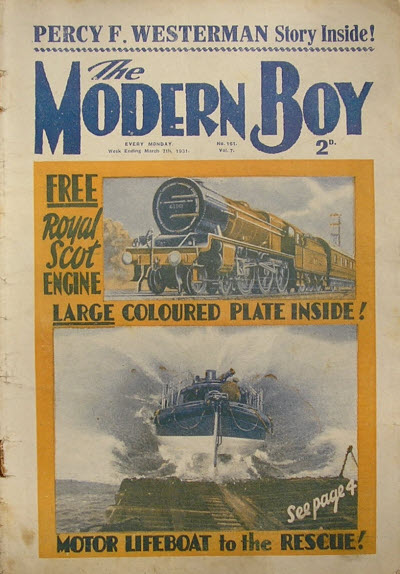 PERCY F. WESTERMAN Story Inside!
The
MODERN BOY
EVERY MONDAY.
Week Ending March 7th, 1931.
No. 161.
Vol. 7.
2D.
FREE
Royal
Scot
ENGINE
6100
LARGE COLOURED PLATE INSIDE!
See page 4
MOTOR LIFEBOAT to the RESCUE!